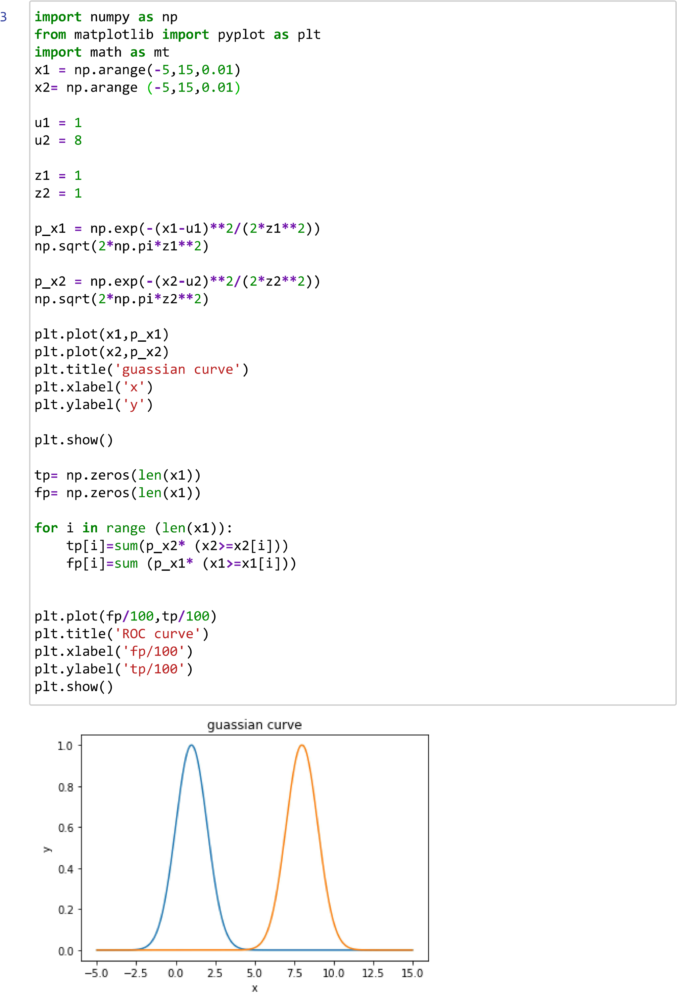 3
import numpy as np
from matplotlib import pyplot as plt
import math as mt
x1 = np.arange(-5,15,0.01)
x2= np.arange (-5,15,0.01)
u1 = 1
u2 = 8
z1 = 1
z2 = 1
p_x1 = np.exp(-(x1-u1)**2/(2*z1**2))
np.sqrt(2*np.pi*z1**2)
p_x2 = np.exp(-(x2-u2)**2/(2*z2**2))
np.sqrt(2*np.pi*z2**2)
plt.plot(x1,p_x1)
plt.plot(x2,p_x2)
plt.title('guassian curve')
plt.xlabel('x')
plt.ylabel('y')
plt.show()
tp= np.zeros(len(x1))
fp= np.zeros(len(x1))
for i in range (len(x1)):
    tp[i]=sum(p_x2* (x2>=x2[i]))
    fp[i]=sum (p_x1* (x1>=x1[i]))
plt.plot(fp/100,tp/100)
plt.title('ROC curve')
plt.xlabel('fp/100')
plt.ylabel('tp/100')
plt.show()
guassian curve
1.0
0.8
0.6
y
0.4
0.2
0.0
−5.0 −2.5 0.0 2.5 5.0 7.5 10.0 12.5 15.0
x